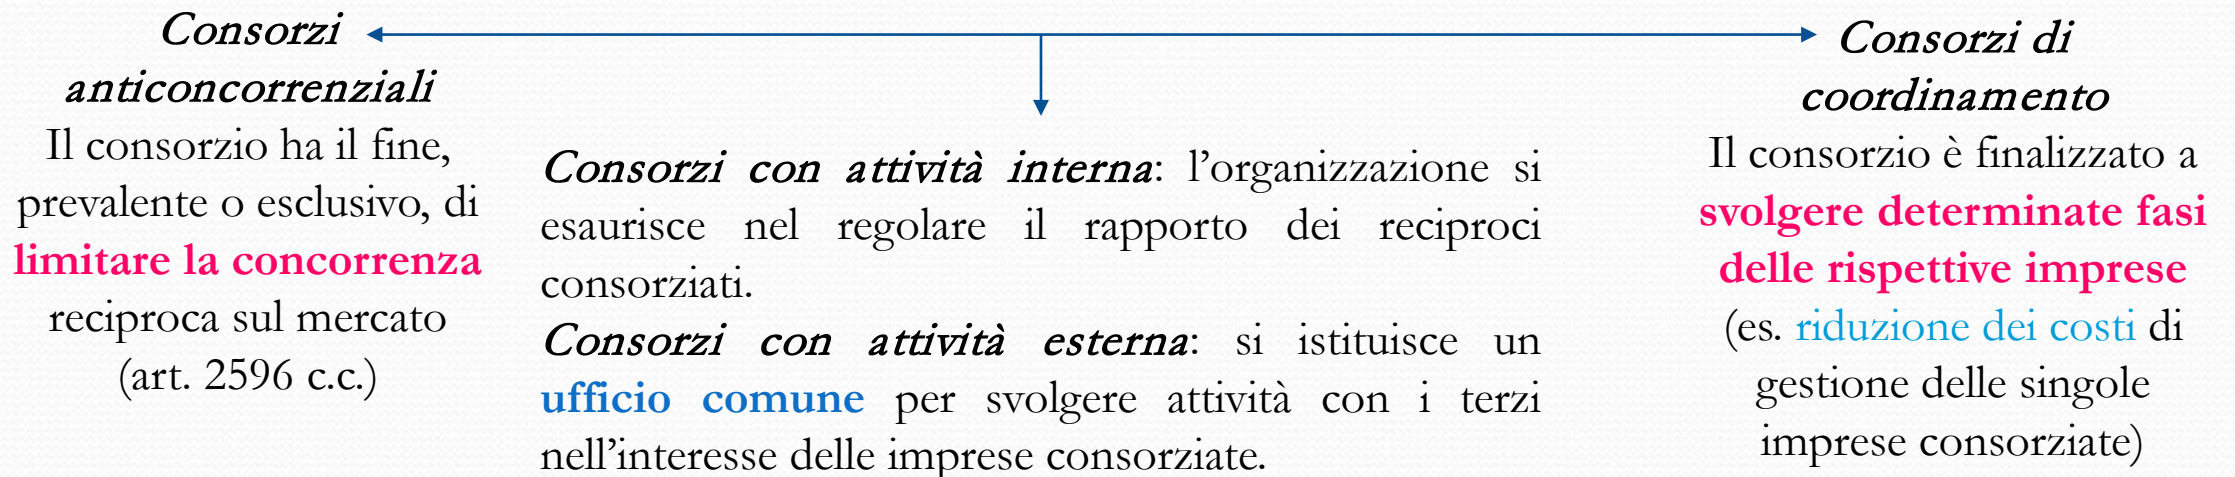 Consorzi
anticoncorrenziali
Il consorzio ha il fine,
prevalente o esclusivo, di
limitare la concorrenza
reciproca sul mercato
(art. 2596 c.c.)
Consorzi con attività interna: l’organizzazione si
esaurisce nel regolare il rapporto dei reciproci
consorziati.
Consorzi con attività esterna: si istituisce un
ufficio comune per svolgere attività con i terzi
nell’interesse delle imprese consorziate.
Consorzi di
coordinamento
Il consorzio è finalizzato a
svolgere determinate fasi
delle rispettive imprese
(es. riduzione dei costi di
gestione delle singole
imprese consorziate)